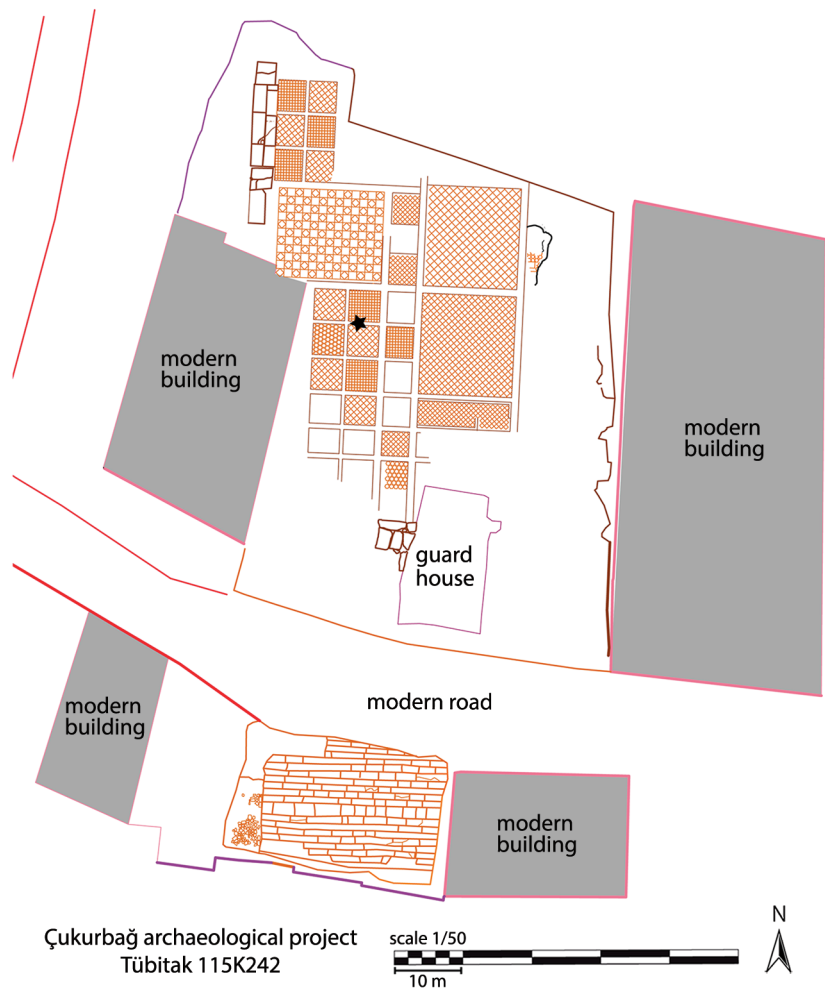 modern
building
modern
building
guard
house
modern road
modern
building
modern
building
Çukurbağ archaeological project
Tübitak 115K242
scale 1/50
10 m
N